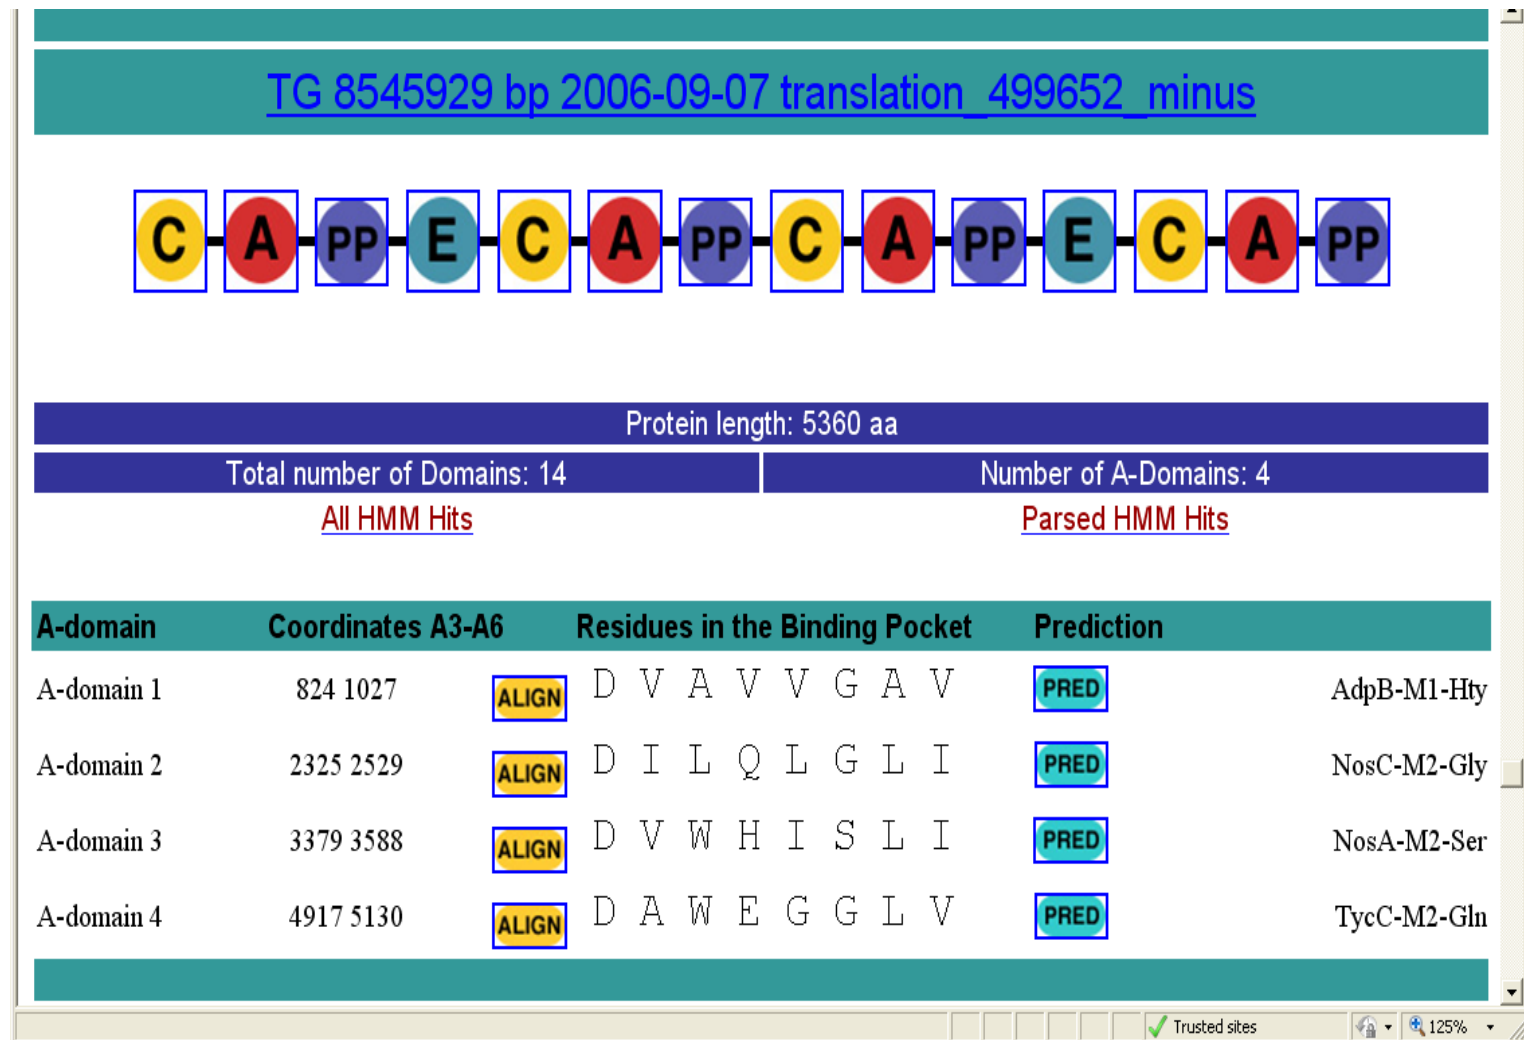 TG 8545929 bp 2006-09-07 translation_499652_minus
C A PP E C A PP C A PP E C A PP
Protein length: 5360 aa
Total number of Domains: 14 Number of A-Domains: 4
All HMM Hits Parsed HMM Hits
A-domain Coordinates A3-A6 Residues in the Binding Pocket Prediction
A-domain 1 824 1027 ALIGN D V A V V G A V PRED AdpB-M1-Hty
A-domain 2 2325 2529 ALIGN D I L Q L G L I PRED NosC-M2-Gly
A-domain 3 3379 3588 ALIGN D V W H I S L I PRED NosA-M2-Ser
A-domain 4 4917 5130 ALIGN D A W E G G L V PRED TycC-M2-Gln
Trusted sites 125%